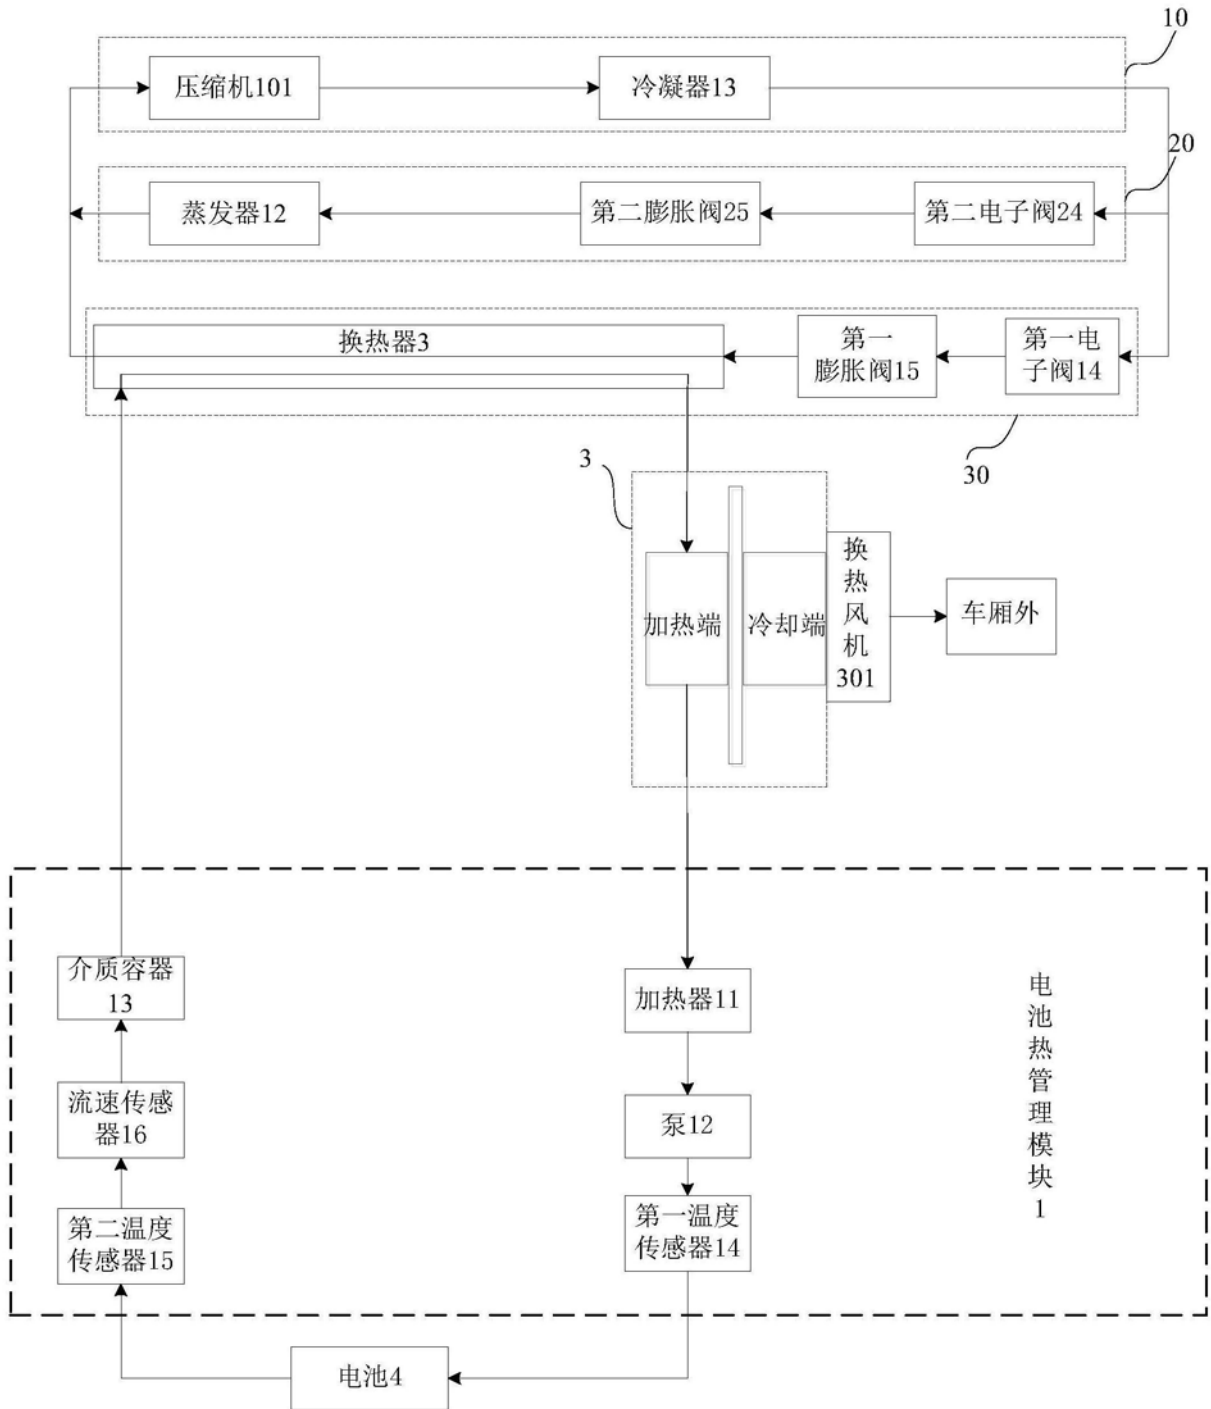 10
压缩机101
冷凝器13
20
蒸发器12
第二膨胀阀25
第二电子阀24
换热器3
第一
膨胀阀15
第一电
子阀14
30
3
加热端
冷却端
换
热
风
机
301
车厢外
介质容器
13
加热器11
电
池
热
管
理
模
块
1
流速传感
器16
泵12
第二温度
传感器15
第一温度
传感器14
电池4